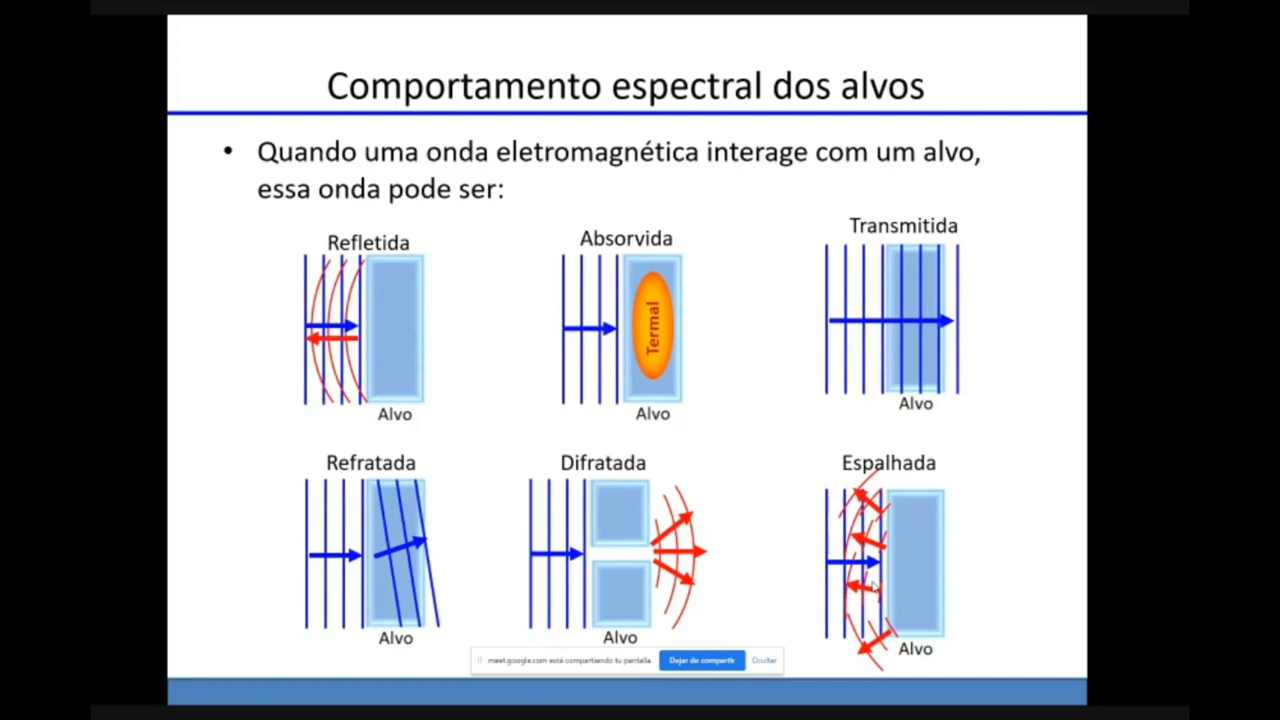 Comportamento espectral dos alvos
• Quando uma onda eletromagnética interage com um alvo,
essa onda pode ser:
Refletida
Absorvida
Transmitida
Termal
Alvo
Alvo
Alvo
Refratada
Difratada
Espalhada
Alvo
Alvo
Alvo
meet.google.com está compartiendo tu pantalla.
Dejar de compartir
Ocultar